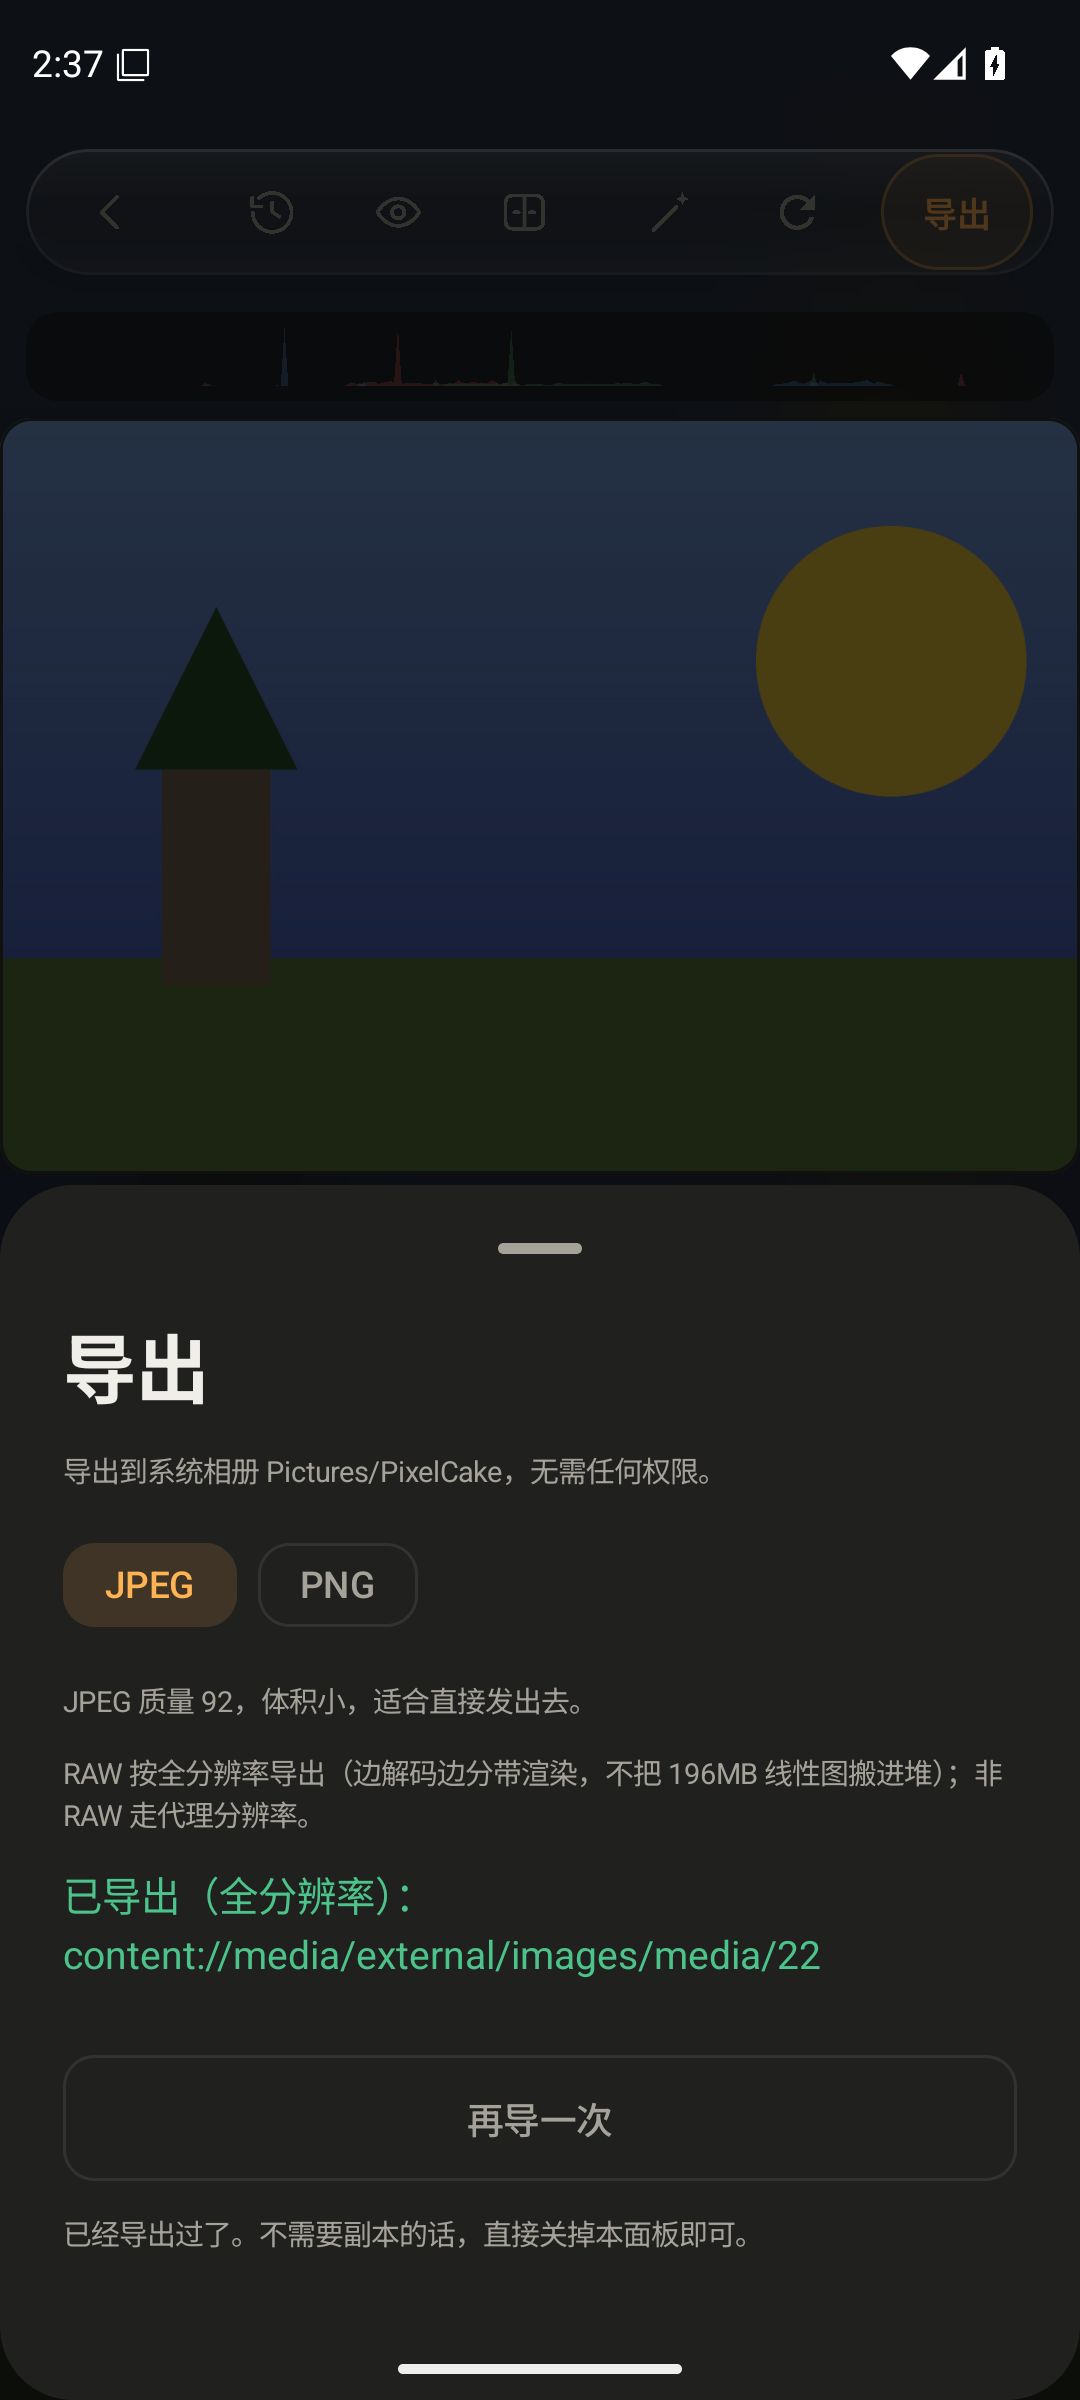 2:37
导出
导出
导出到系统相册 Pictures/PixelCake，无需任何权限。
JPEG
PNG
JPEG 质量 92，体积小，适合直接发出去。
RAW 按全分辨率导出（边解码边分带渲染，不把 196MB 线性图搬进堆）；非
RAW 走代理分辨率。
已导出（全分辨率）：
content://media/external/images/media/22
再导一次
已经导出过了。不需要副本的话，直接关掉本面板即可。